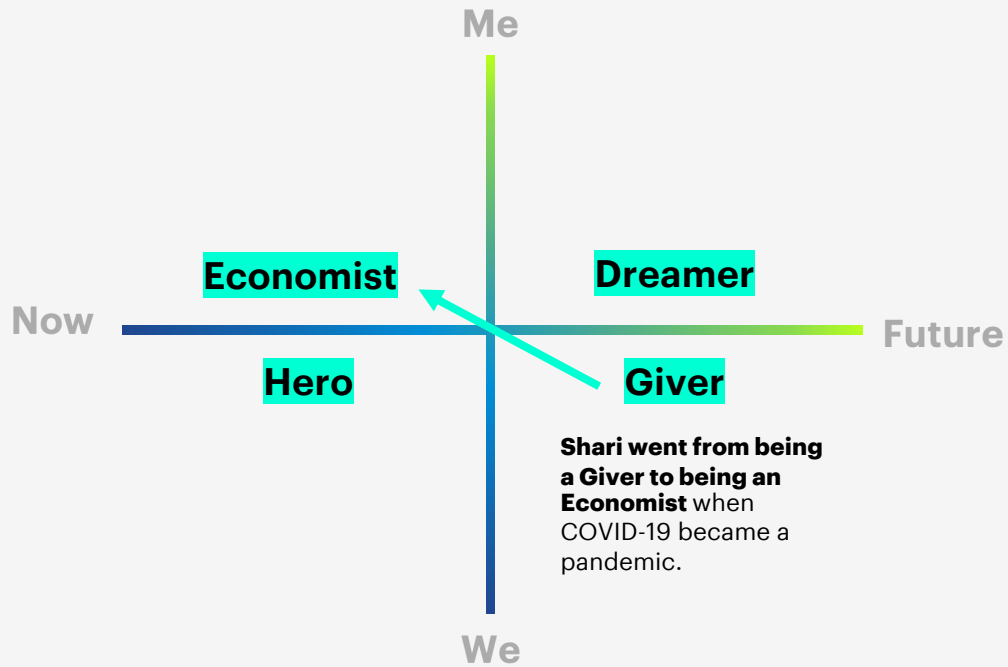 Me
Economist
Dreamer
Now
Future
Hero
Giver
Shari went from being
a Giver to being an
Economist when
COVID-19 became a
pandemic.
We